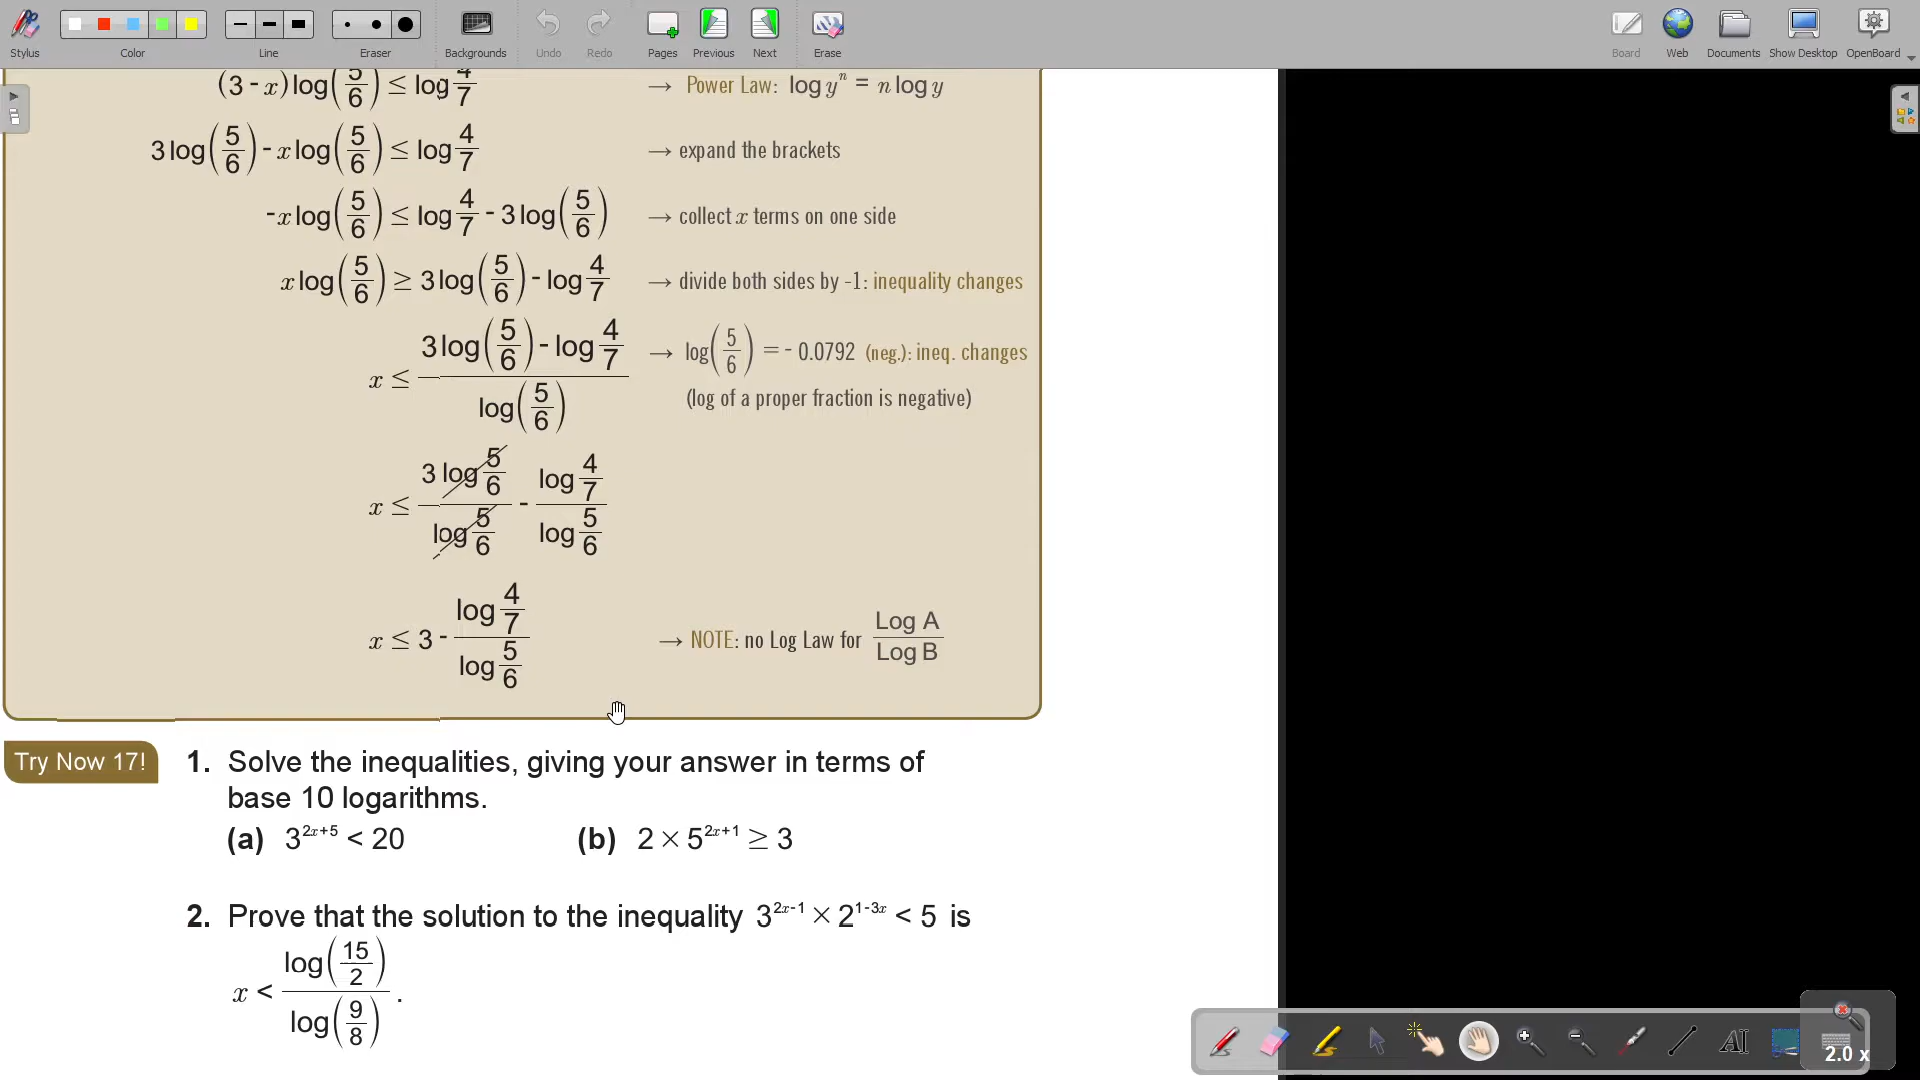 Stylus
Color
Line
Eraser
Backgrounds
Undo
Redo
Pages
Previous
Next
Erase
Board
Web
Documents
Show Desktop
OpenBoard
(3 - x)log(5/6) ≤ log 4/7 → Power Law: log yⁿ = n log y
3 log(5/6) - x log(5/6) ≤ log 4/7 → expand the brackets
-x log(5/6) ≤ log 4/7 - 3 log(5/6) → collect x terms on one side
x log(5/6) ≥ 3 log(5/6) - log 4/7 → divide both sides by -1: inequality changes
x ≤ (3 log(5/6) - log 4/7) / log(5/6) → log(5/6) = - 0.0792 (neg.): ineq. changes
(log of a proper fraction is negative)
x ≤ (3 log 5/6) / (log 5/6) - (log 4/7) / (log 5/6)
x ≤ 3 - (log 4/7) / (log 5/6) → NOTE: no Log Law for Log A / Log B
Try Now 17!
1. Solve the inequalities, giving your answer in terms of
base 10 logarithms.
(a) 3^(2x+5) < 20 (b) 2 × 5^(2x+1) ≥ 3
2. Prove that the solution to the inequality 3^(2x-1) × 2^(1-3x) < 5 is
x < log(15/2) / log(9/8) .
AI
2.0 x